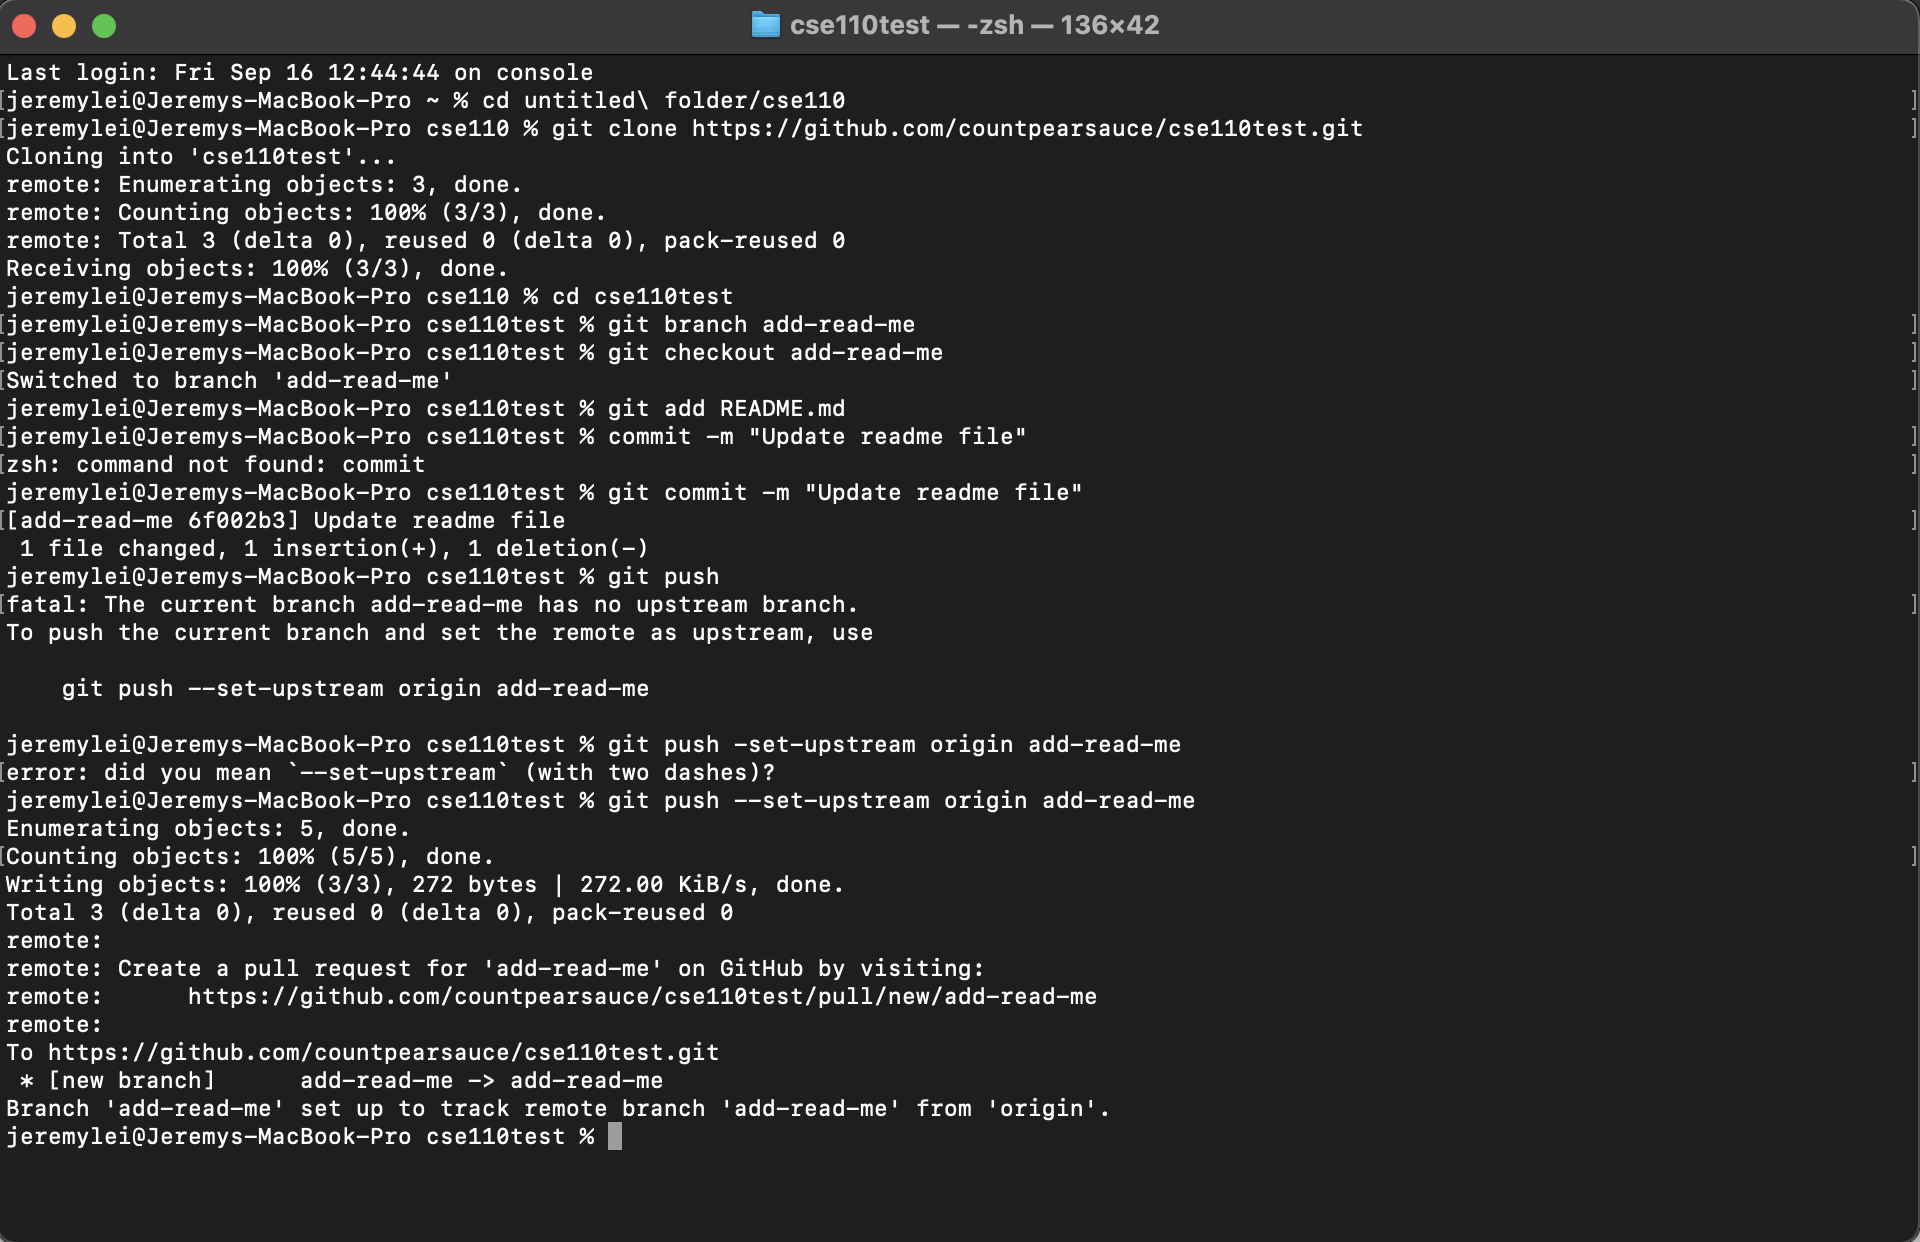 cse110test — -zsh — 136×42
Last login: Fri Sep 16 12:44:44 on console
jeremylei@Jeremys-MacBook-Pro ~ % cd untitled\ folder/cse110
jeremylei@Jeremys-MacBook-Pro cse110 % git clone https://github.com/countpearsauce/cse110test.git
Cloning into 'cse110test'...
remote: Enumerating objects: 3, done.
remote: Counting objects: 100% (3/3), done.
remote: Total 3 (delta 0), reused 0 (delta 0), pack-reused 0
Receiving objects: 100% (3/3), done.
jeremylei@Jeremys-MacBook-Pro cse110 % cd cse110test
jeremylei@Jeremys-MacBook-Pro cse110test % git branch add-read-me
jeremylei@Jeremys-MacBook-Pro cse110test % git checkout add-read-me
Switched to branch 'add-read-me'
jeremylei@Jeremys-MacBook-Pro cse110test % git add README.md
jeremylei@Jeremys-MacBook-Pro cse110test % commit -m "Update readme file"
zsh: command not found: commit
jeremylei@Jeremys-MacBook-Pro cse110test % git commit -m "Update readme file"
[add-read-me 6f002b3] Update readme file
 1 file changed, 1 insertion(+), 1 deletion(-)
jeremylei@Jeremys-MacBook-Pro cse110test % git push
fatal: The current branch add-read-me has no upstream branch.
To push the current branch and set the remote as upstream, use
    git push --set-upstream origin add-read-me
jeremylei@Jeremys-MacBook-Pro cse110test % git push -set-upstream origin add-read-me
error: did you mean `--set-upstream` (with two dashes)?
jeremylei@Jeremys-MacBook-Pro cse110test % git push --set-upstream origin add-read-me
Enumerating objects: 5, done.
Counting objects: 100% (5/5), done.
Writing objects: 100% (3/3), 272 bytes | 272.00 KiB/s, done.
Total 3 (delta 0), reused 0 (delta 0), pack-reused 0
remote:
remote: Create a pull request for 'add-read-me' on GitHub by visiting:
remote:      https://github.com/countpearsauce/cse110test/pull/new/add-read-me
remote:
To https://github.com/countpearsauce/cse110test.git
 * [new branch]      add-read-me -> add-read-me
Branch 'add-read-me' set up to track remote branch 'add-read-me' from 'origin'.
jeremylei@Jeremys-MacBook-Pro cse110test %